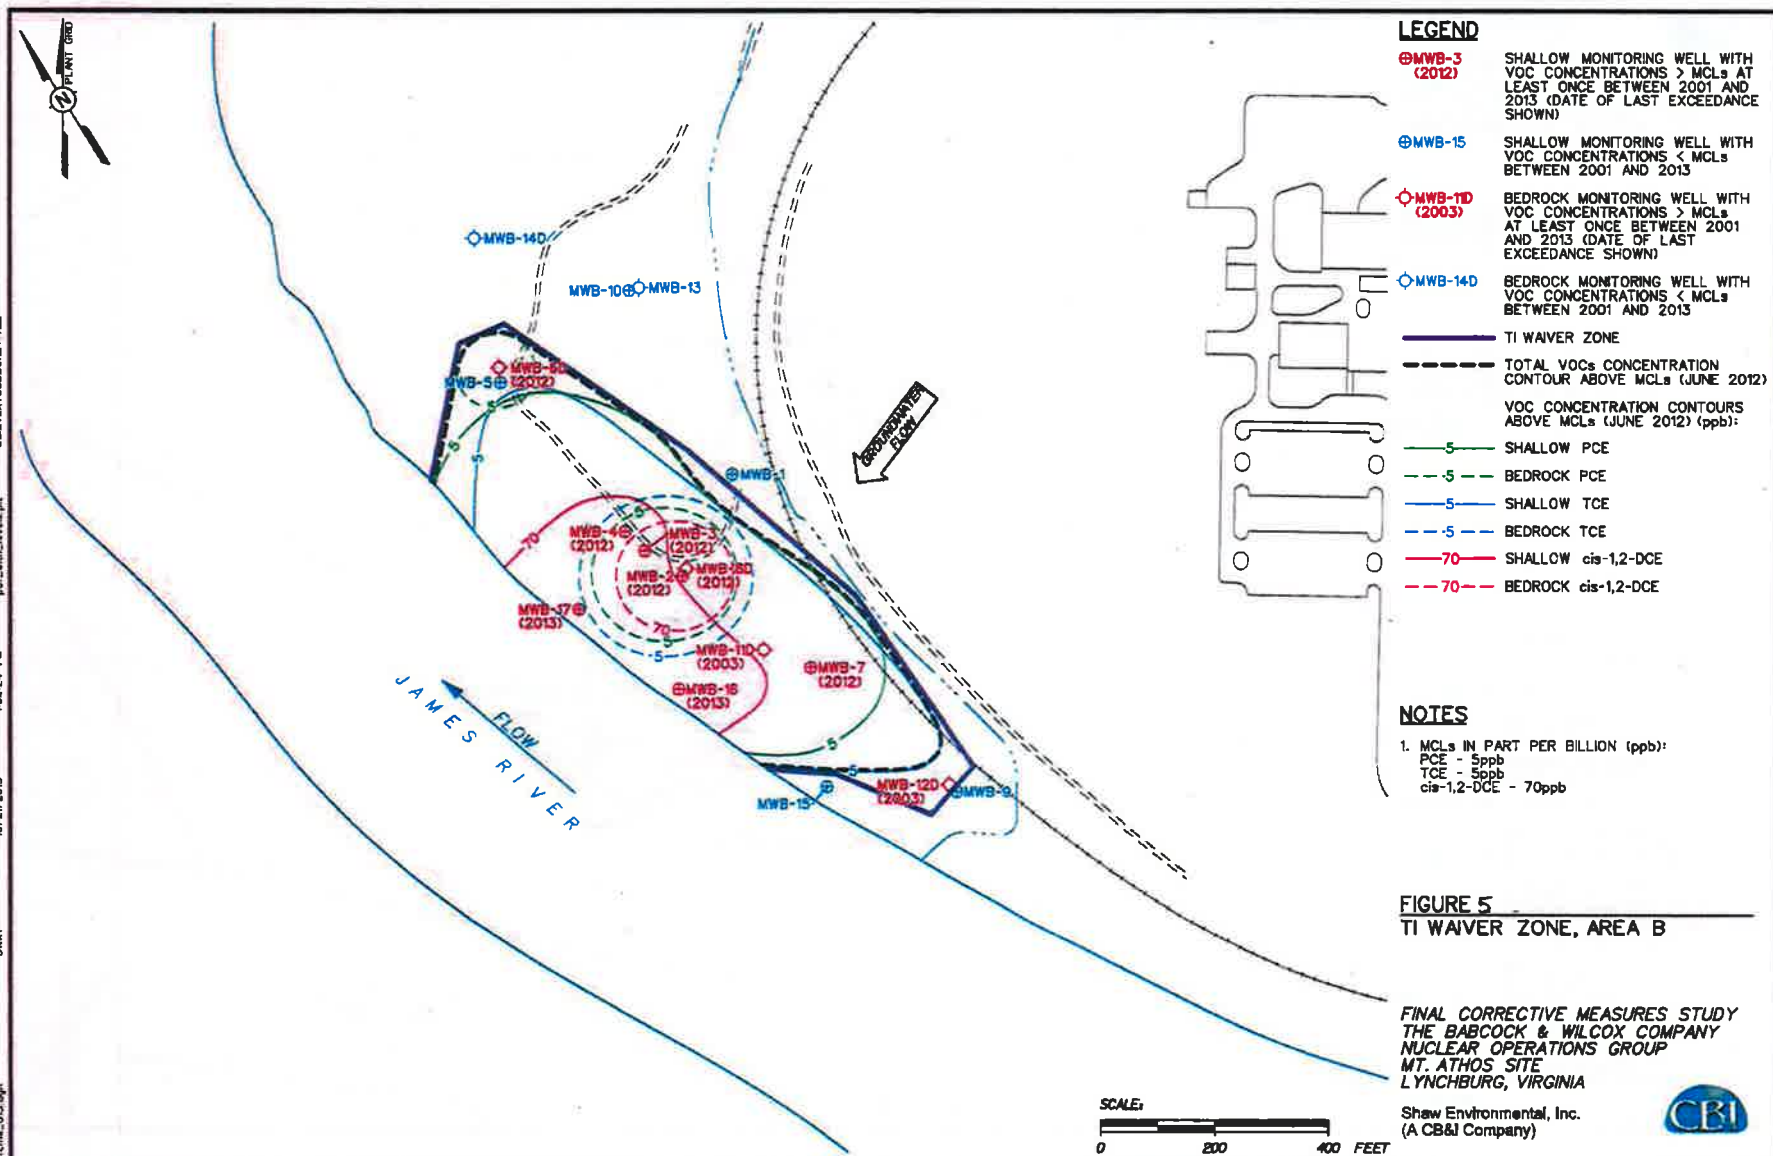 PLANT GRID
N
MWB-14D
MWB-10 MWB-13
MWB-5D
(2012)
MWB-5
5
5
5
GROUNDWATER
FLOW
MWB-1
5
5
70
MWB-4
(2012)
MWB-3
(2012)
MWB-2
(2012)
(2012)
MWB-17
(2013)
70
5
5
MWB-11D
(2003)
MWB-7
(2012)
MWB-16
(2013)
5
5
MWB-12D
(2003)
MWB-9
MWB-15
FLOW
JAMES RIVER
LEGEND
MWB-3
(2012)
SHALLOW MONITORING WELL WITH
VOC CONCENTRATIONS > MCLs AT
LEAST ONCE BETWEEN 2001 AND
2013 (DATE OF LAST EXCEEDANCE
SHOWN)
MWB-15
SHALLOW MONITORING WELL WITH
VOC CONCENTRATIONS < MCLs
BETWEEN 2001 AND 2013
MWB-11D
(2003)
BEDROCK MONITORING WELL WITH
VOC CONCENTRATIONS > MCLs
AT LEAST ONCE BETWEEN 2001
AND 2013 (DATE OF LAST
EXCEEDANCE SHOWN)
MWB-14D
BEDROCK MONITORING WELL WITH
VOC CONCENTRATIONS < MCLs
BETWEEN 2001 AND 2013
TI WAIVER ZONE
TOTAL VOCs CONCENTRATION
CONTOUR ABOVE MCLs (JUNE 2012)
VOC CONCENTRATION CONTOURS
ABOVE MCLs (JUNE 2012) (ppb):
5 SHALLOW PCE
5 BEDROCK PCE
5 SHALLOW TCE
5 BEDROCK TCE
70 SHALLOW cis-1,2-DCE
70 BEDROCK cis-1,2-DCE
NOTES
1. MCLs IN PART PER BILLION (ppb):
PCE - 5ppb
TCE - 5ppb
cis-1,2-DCE - 70ppb
FIGURE 5
TI WAIVER ZONE, AREA B
FINAL CORRECTIVE MEASURES STUDY
THE BABCOCK & WILCOX COMPANY
NUCLEAR OPERATIONS GROUP
MT. ATHOS SITE
LYNCHBURG, VIRGINIA
Shaw Environmental, Inc.
(A CB&I Company)
CB&I
SCALE:
0 200 400 FEET